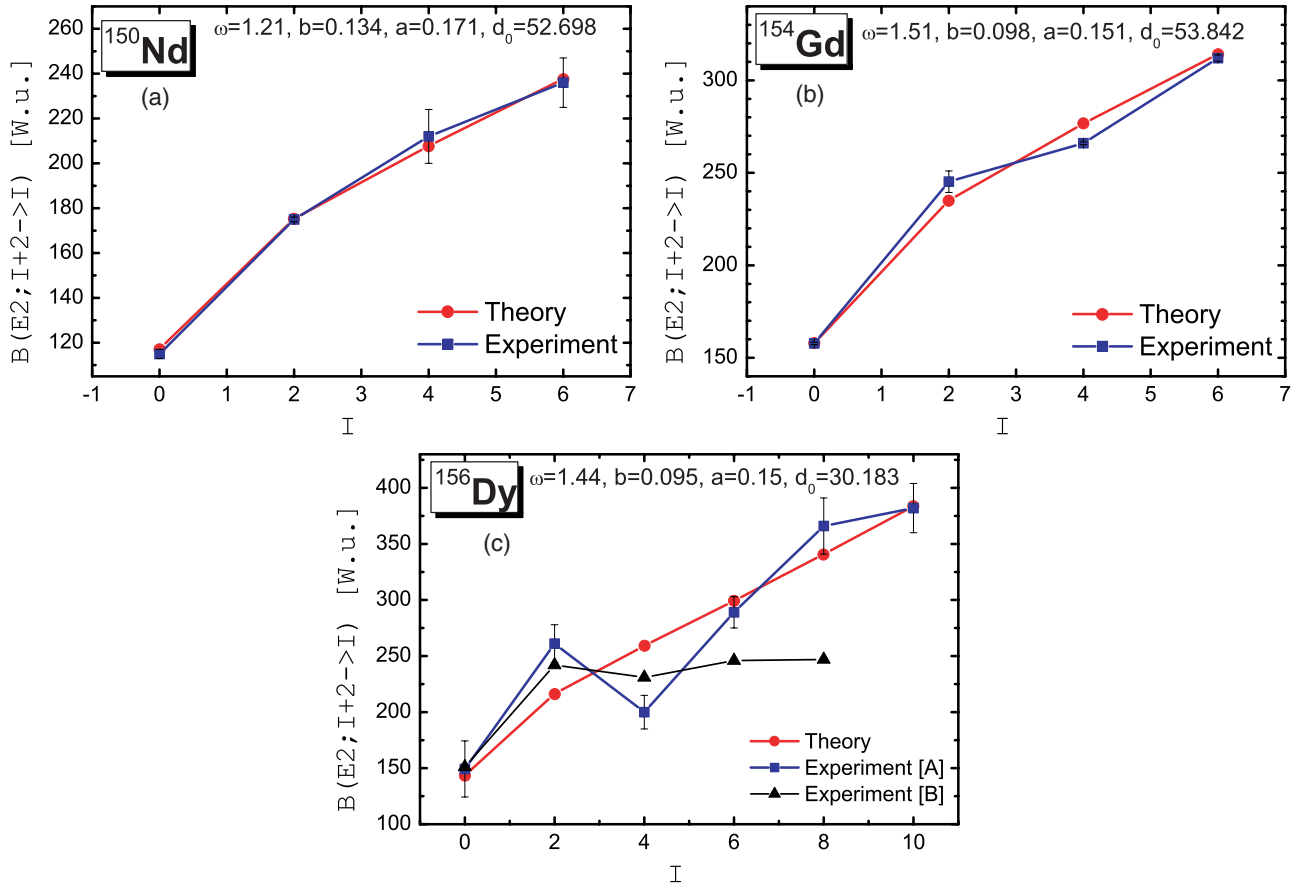 150Nd
ω=1.21, b=0.134, a=0.171, d0=52.698
(a)
B(E2;I+2->I) [W.u.]
260
240
220
200
180
160
140
120
Theory
Experiment
-1 0 1 2 3 4 5 6 7
I
154Gd
ω=1.51, b=0.098, a=0.151, d0=53.842
(b)
B(E2;I+2->I) [W.u.]
300
250
200
150
Theory
Experiment
-1 0 1 2 3 4 5 6 7
I
156Dy
ω=1.44, b=0.095, a=0.15, d0=30.183
(c)
B(E2;I+2->I) [W.u.]
400
350
300
250
200
150
100
Theory
Experiment [A]
Experiment [B]
0 2 4 6 8 10
I